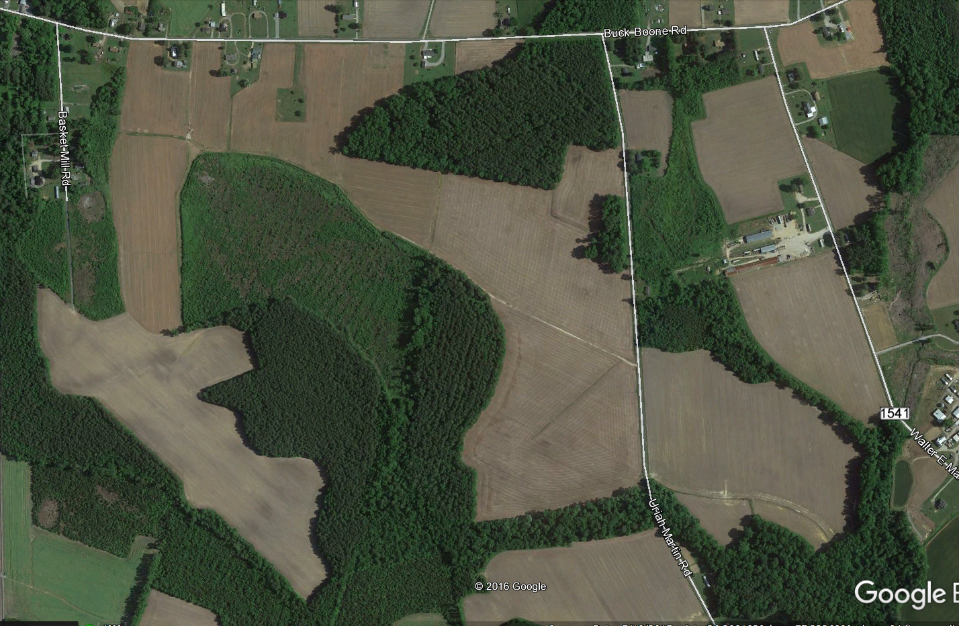 Buck Boone Rd
Basket Mill Rd
1541
Walter E Ma
Uriah Martin Rd
© 2016 Google
Google E